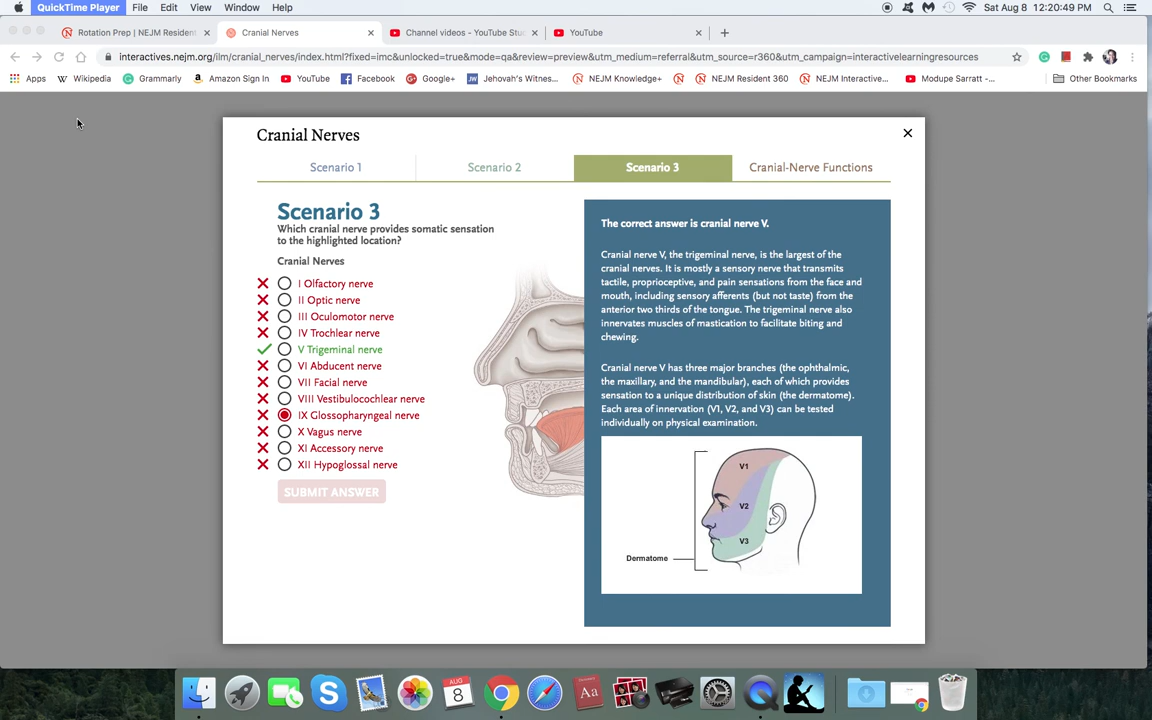 QuickTime Player File Edit View Window Help Sat Aug 8 12:20:49 PM
Rotation Prep | NEJM Resident Cranial Nerves Channel videos - YouTube Stu YouTube
interactives.nejm.org/ilm/cranial_nerves/index.html?fixed=imc&unlocked=true&mode=qa&review=preview&utm_medium=referral&utm_source=r360&utm_campaign=interactivelearningresources
Apps Wikipedia Grammarly Amazon Sign In YouTube Facebook Google+ Jehovah's Witnes... NEJM Knowledge+ NEJM Resident 360 NEJM Interactive... Modupe Sarratt -... Other Bookmarks
Cranial Nerves
Scenario 1 Scenario 2 Scenario 3 Cranial-Nerve Functions
Scenario 3
Which cranial nerve provides somatic sensation
to the highlighted location?
Cranial Nerves
I Olfactory nerve
II Optic nerve
III Oculomotor nerve
IV Trochlear nerve
V Trigeminal nerve
VI Abducent nerve
VII Facial nerve
VIII Vestibulocochlear nerve
IX Glossopharyngeal nerve
X Vagus nerve
XI Accessory nerve
XII Hypoglossal nerve
SUBMIT ANSWER
The correct answer is cranial nerve V.
Cranial nerve V, the trigeminal nerve, is the largest of the
cranial nerves. It is mostly a sensory nerve that transmits
tactile, proprioceptive, and pain sensations from the face and
mouth, including sensory afferents (but not taste) from the
anterior two thirds of the tongue. The trigeminal nerve also
innervates muscles of mastication to facilitate biting and
chewing.
Cranial nerve V has three major branches (the ophthalmic,
the maxillary, and the mandibular), each of which provides
sensation to a unique distribution of skin (the dermatome).
Each area of innervation (V1, V2, and V3) can be tested
individually on physical examination.
V1
V2
V3
Dermatome
AUG
8
Aa